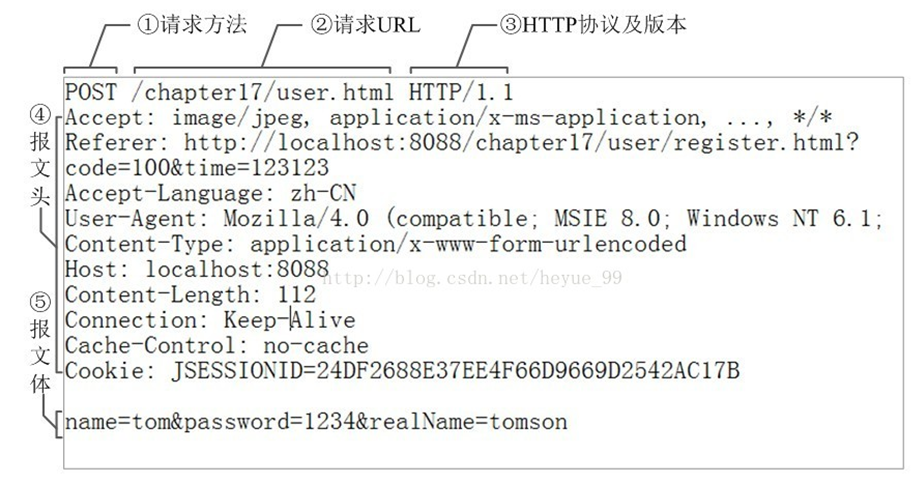 ①请求方法 ②请求URL ③HTTP协议及版本
POST /chapter17/user.html HTTP/1.1
④报文头
Accept: image/jpeg, application/x-ms-application, ..., */*
Referer: http://localhost:8088/chapter17/user/register.html?
code=100&time=123123
Accept-Language: zh-CN
User-Agent: Mozilla/4.0 (compatible; MSIE 8.0; Windows NT 6.1;
Content-Type: application/x-www-form-urlencoded
Host: localhost:8088
http://blog.csdn.net/heyue_99
Content-Length: 112
Connection: Keep-Alive
Cache-Control: no-cache
Cookie: JSESSIONID=24DF2688E37EE4F66D9669D2542AC17B
⑤报文体
name=tom&password=1234&realName=tomson